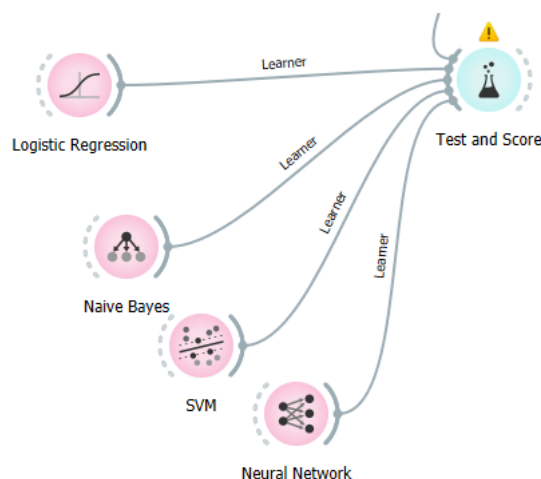 Learner
Logistic Regression
Test and Score
Learner
Learner
Learner
Naive Bayes
SVM
Neural Network